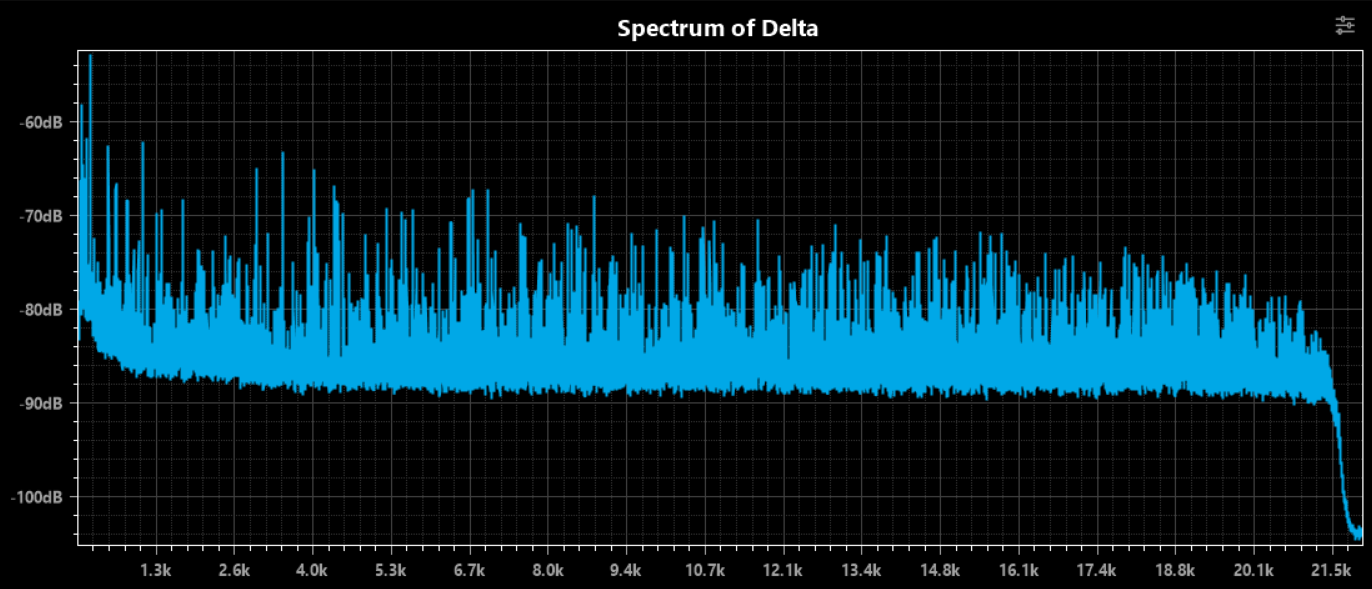 Spectrum of Delta
-60dB
-70dB
-80dB
-90dB
-100dB
1.3k 2.6k 4.0k 5.3k 6.7k 8.0k 9.4k 10.7k 12.1k 13.4k 14.8k 16.1k 17.4k 18.8k 20.1k 21.5k